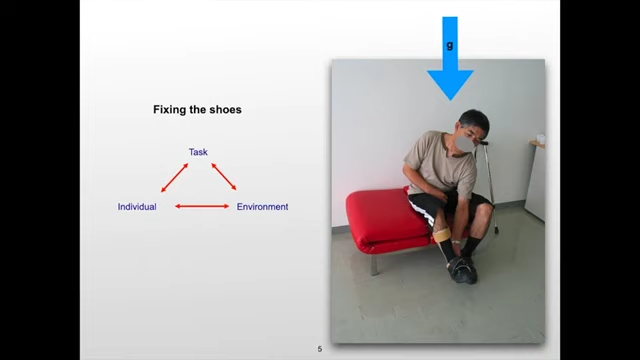 g
Fixing the shoes
Task
Individual
Environment
5